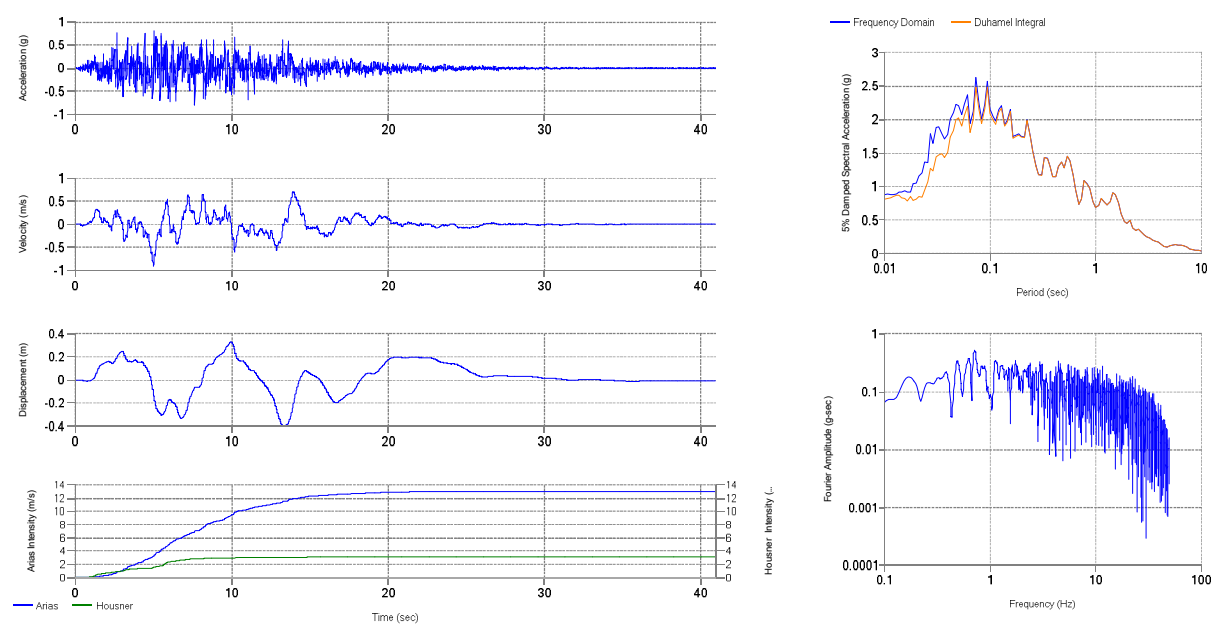 Acceleration (g)
1
0.5
0
-0.5
-1
0 10 20 30 40
Velocity (m/s)
1
0.5
0
-0.5
-1
0 10 20 30 40
Displacement (m)
0.4
0.2
0
-0.2
-0.4
0 10 20 30 40
Arias Intensity (m/s)
14 14
12 12
10 10
8 8
6 6
4 4
2 2
0 0
Housner Intensity (...
0 10 20 30 40
Arias Housner
Time (sec)
Frequency Domain Duhamel Integral
5% Damped Spectral Acceleration (g)
3
2.5
2
1.5
1
0.5
0
0.01 0.1 1 10
Period (sec)
Fourier Amplitude (g-sec)
1
0.1
0.01
0.001
0.0001
0.1 1 10 100
Frequency (Hz)